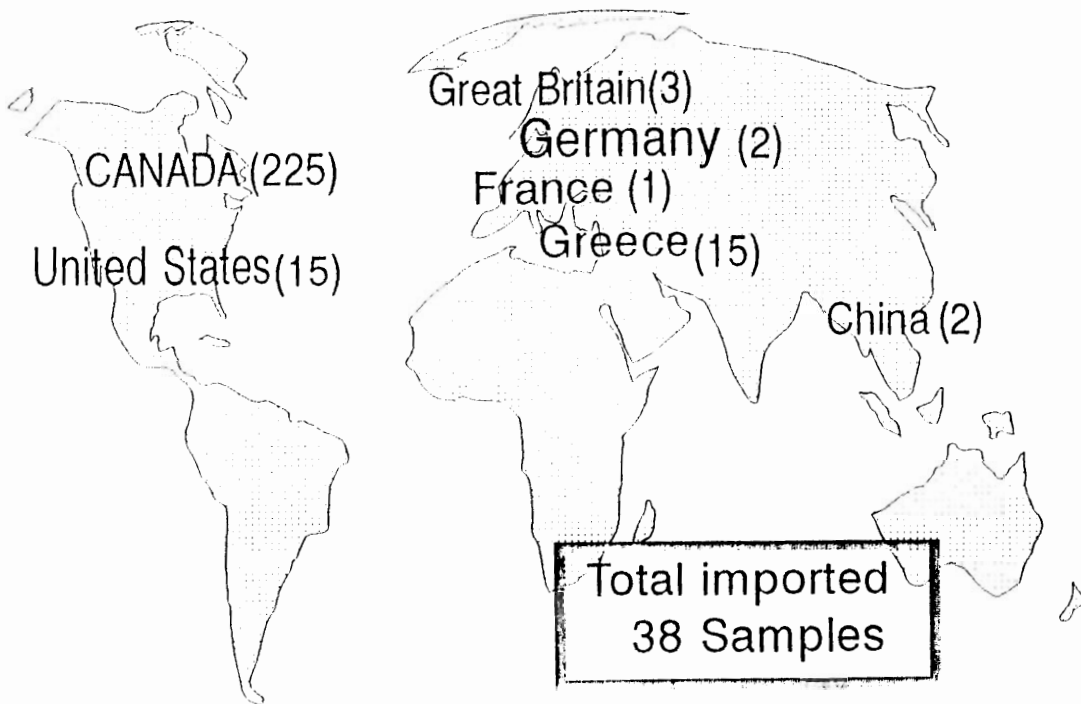 Great Britain(3)
Germany (2)
CANADA(225)
France (1)
Greece(15)
United States(15)
China(2)
Total imported
38 Samples